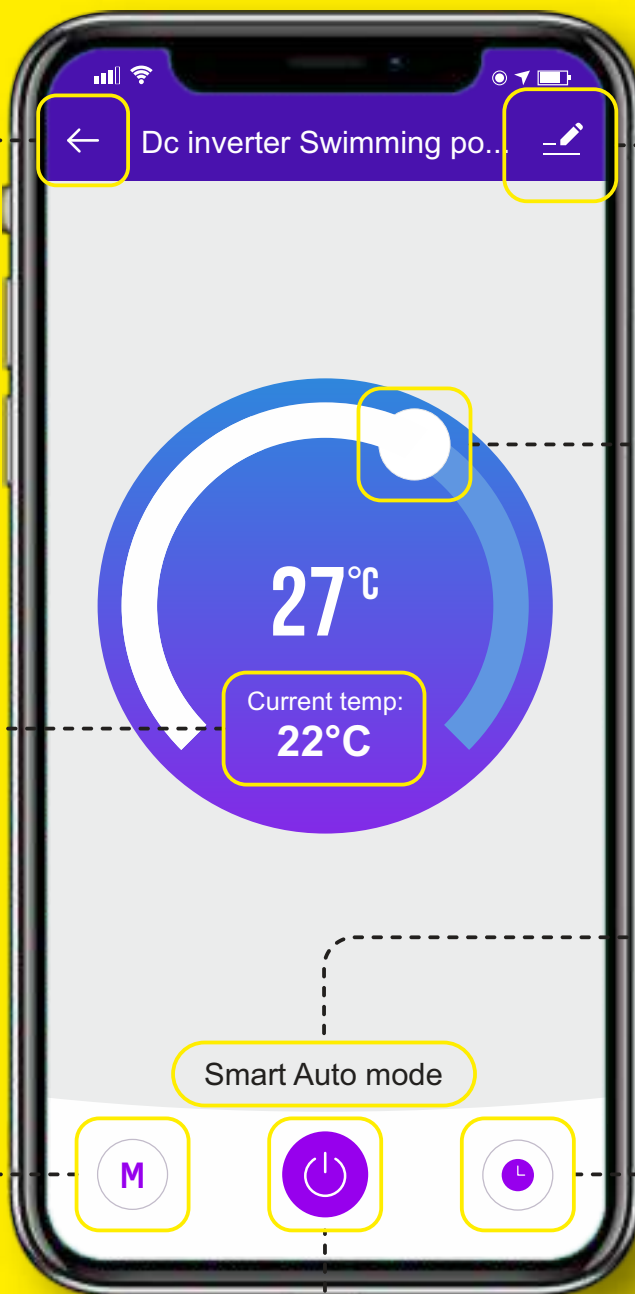 Dc inverter Swimming po...
27°C
Current temp:
22°C
Smart Auto mode
M